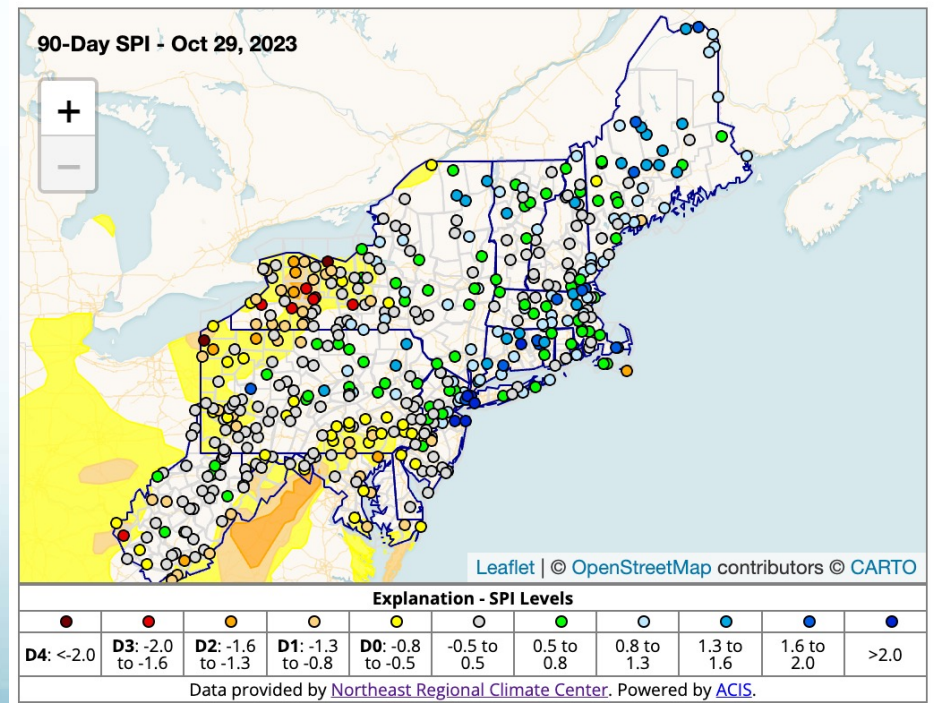 90-Day SPI - Oct 29, 2023
+
−
Leaflet | © OpenStreetMap contributors © CARTO
Explanation - SPI Levels
D4: <-2.0
D3: -2.0
to -1.6
D2: -1.6
to -1.3
D1: -1.3
to -0.8
D0: -0.8
to -0.5
-0.5 to
0.5
0.5 to
0.8
0.8 to
1.3
1.3 to
1.6
1.6 to
2.0
>2.0
Data provided by Northeast Regional Climate Center. Powered by ACIS.